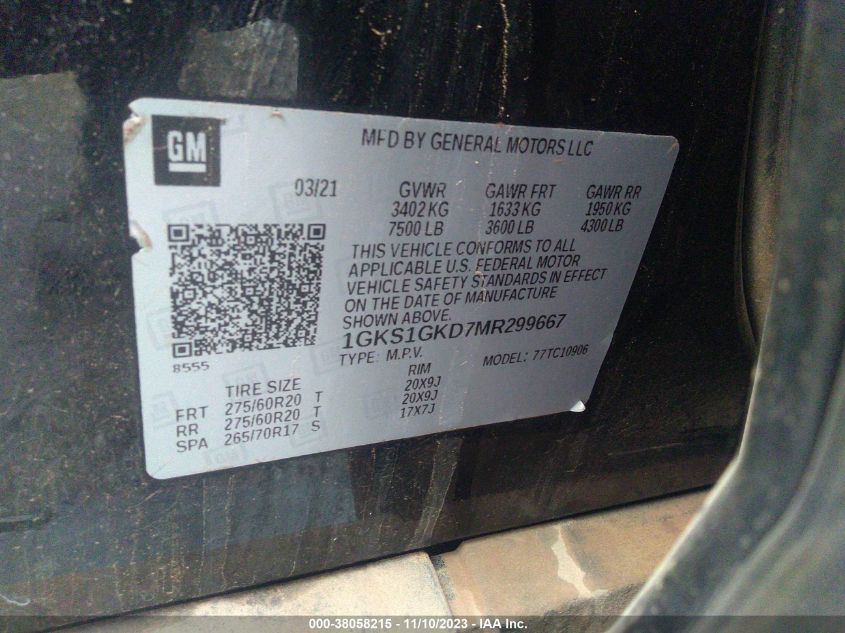 GM
MFD BY GENERAL MOTORS LLC
03/21 GVWR GAWR FRT GAWR RR
3402 KG 1633 KG 1950 KG
7500 LB 3600 LB 4300 LB
THIS VEHICLE CONFORMS TO ALL
APPLICABLE U.S. FEDERAL MOTOR
VEHICLE SAFETY STANDARDS IN EFFECT
ON THE DATE OF MANUFACTURE
SHOWN ABOVE.
1GKS1GKD7MR299667
8555
TYPE: M.P.V. MODEL: 77TC10906
TIRE SIZE RIM
FRT 275/60R20 T 20X9J
RR 275/60R20 T 20X9J
SPA 265/70R17 S 17X7J
000-38058215 - 11/10/2023 - IAA Inc.